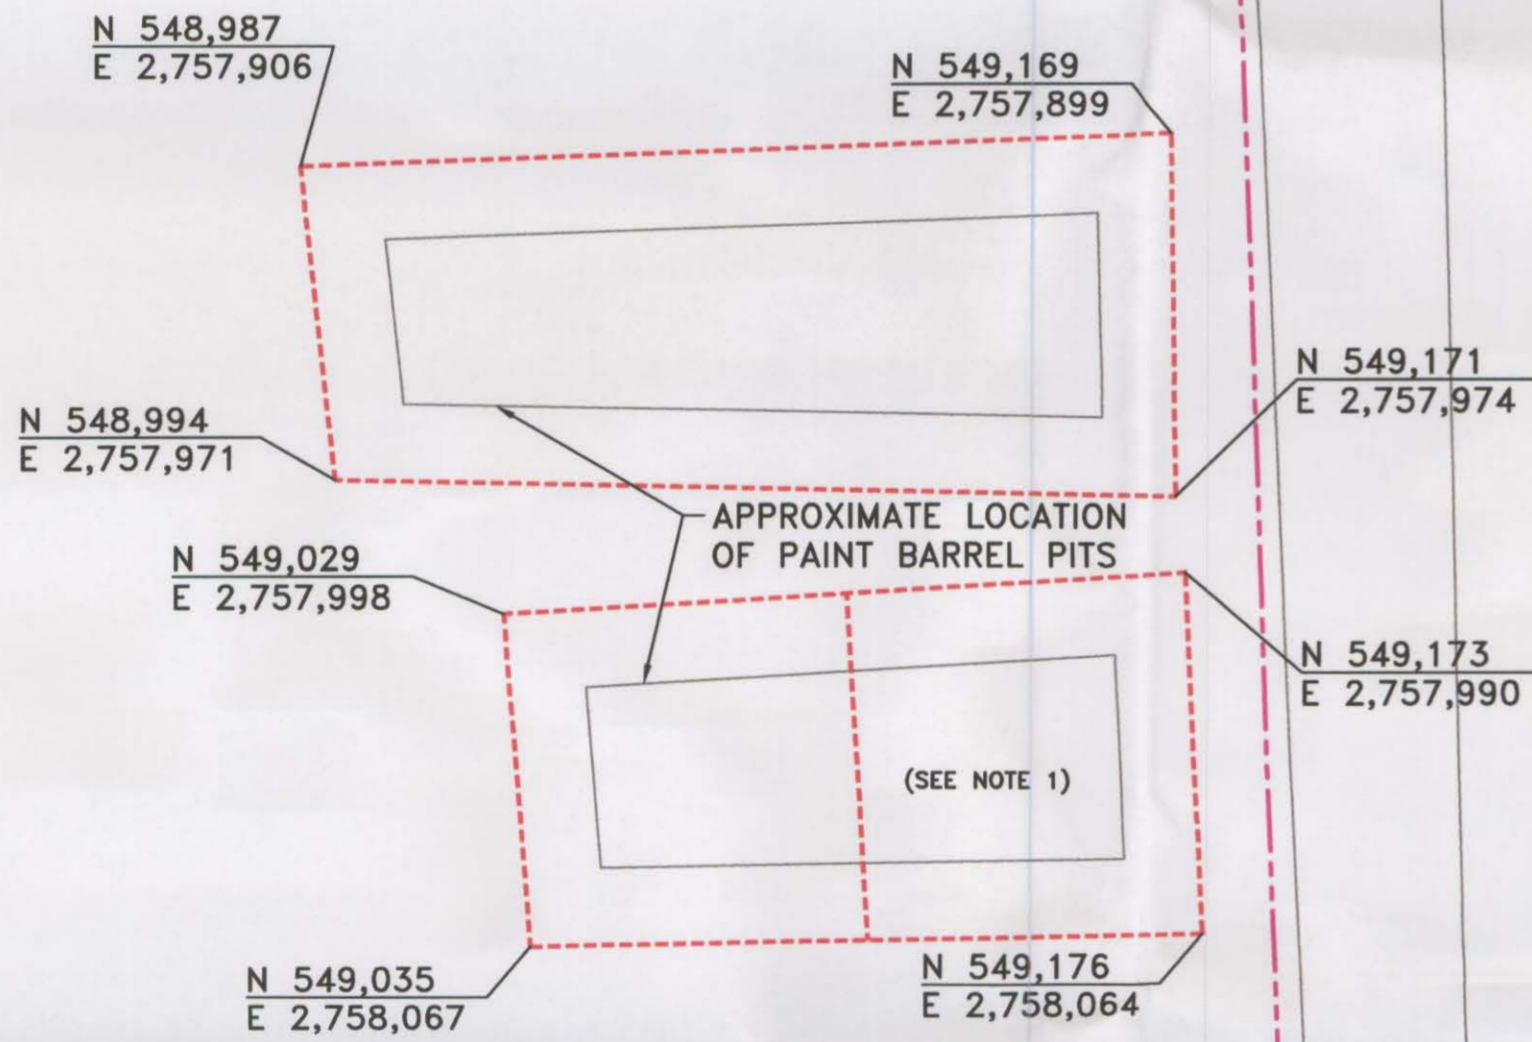 N 548,987
E 2,757,906
N 549,169
E 2,757,899
N 549,171
E 2,757,974
N 548,994
E 2,757,971
APPROXIMATE LOCATION
OF PAINT BARREL PITS
N 549,029
E 2,757,998
N 549,173
E 2,757,990
(SEE NOTE 1)
N 549,035
E 2,758,067
N 549,176
E 2,758,064